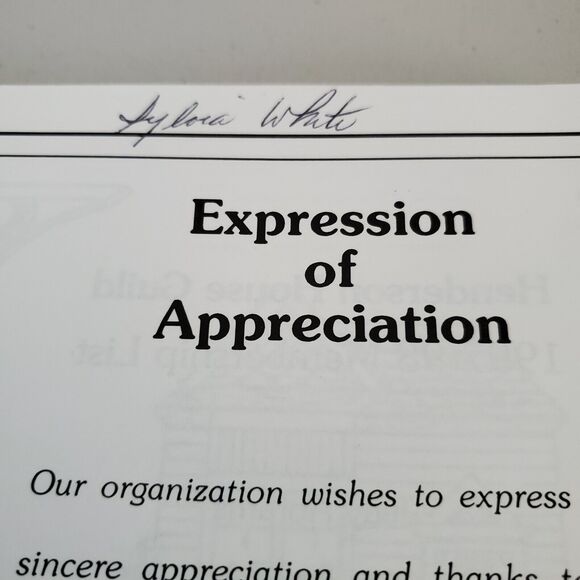 Sylvia White
Expression
of
Appreciation
Our organization wishes to express
sincere appreciation and thanks